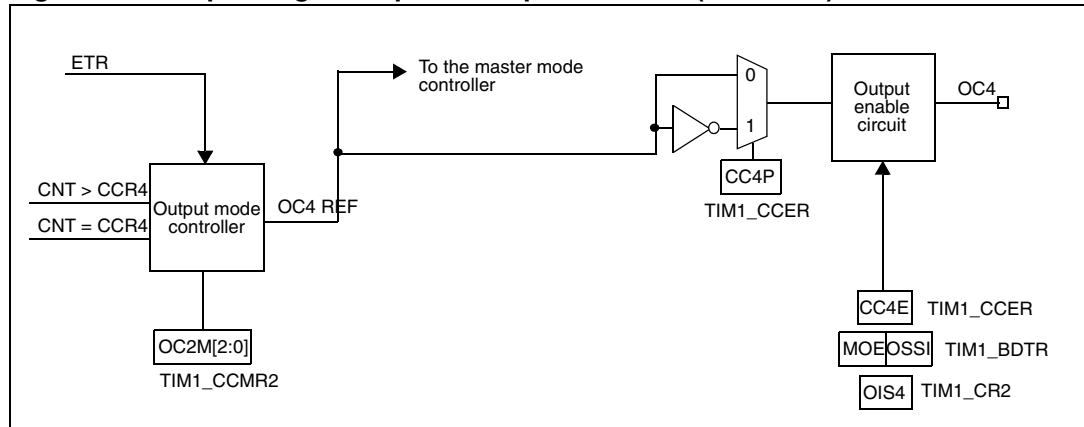 ETR
To the master mode
controller
0
1
Output
enable
circuit
OC4
CNT > CCR4
CNT = CCR4
Output mode
controller
OC4 REF
CC4P
TIM1_CCER
OC2M[2:0]
TIM1_CCMR2
CC4E TIM1_CCER
MOE OSSI TIM1_BDTR
OIS4 TIM1_CR2